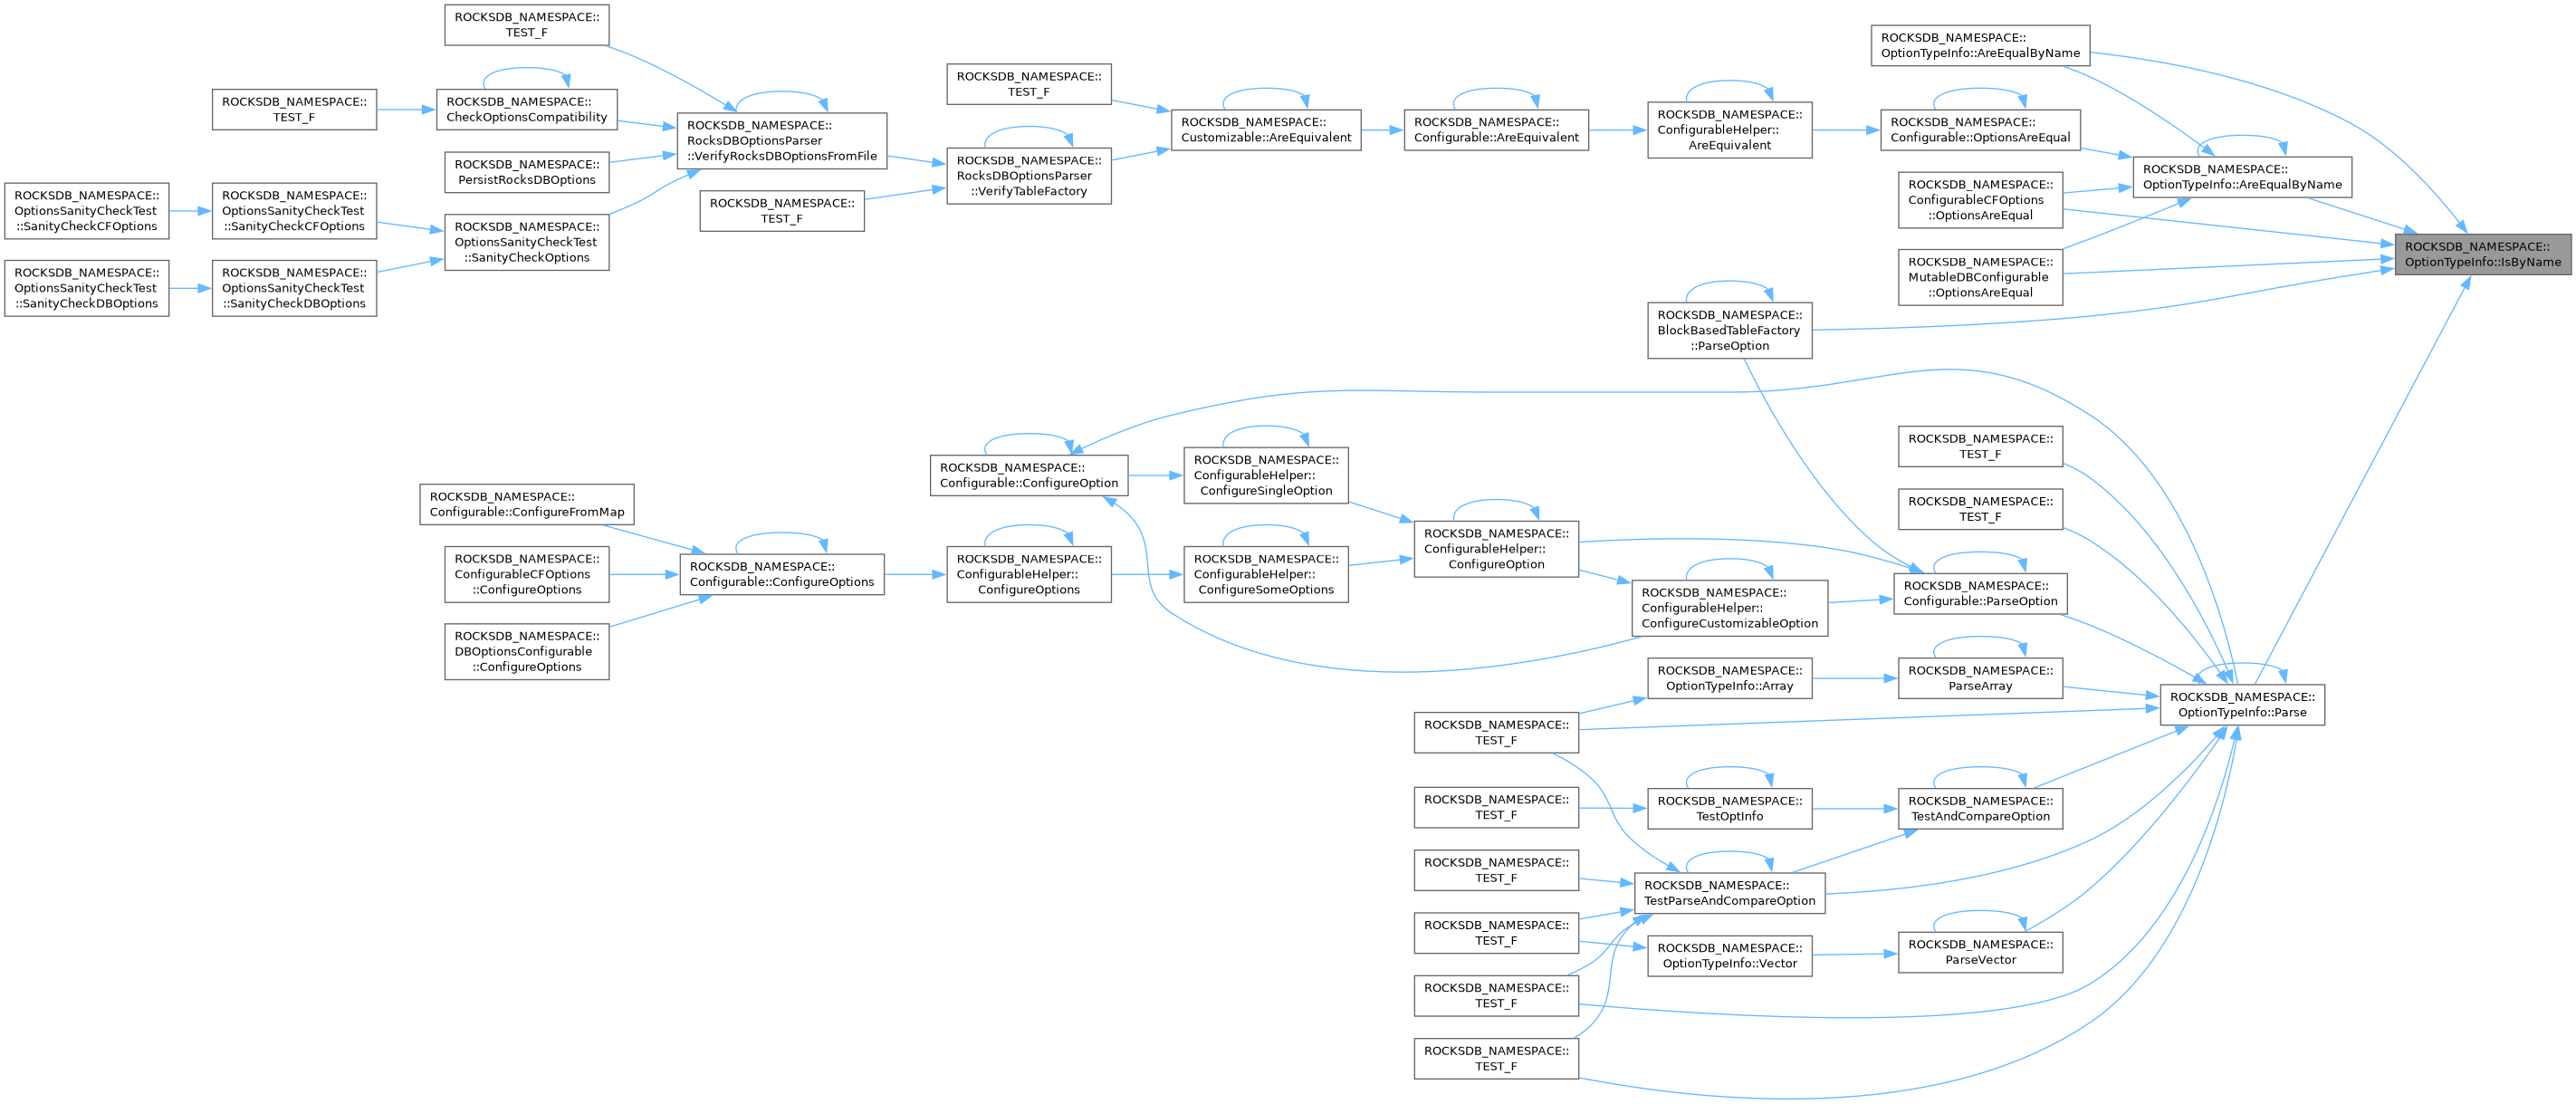 ROCKSDB_NAMESPACE::
TEST_F
ROCKSDB_NAMESPACE::
OptionTypeInfo::AreEqualByName
ROCKSDB_NAMESPACE::
TEST_F
ROCKSDB_NAMESPACE::
CheckOptionsCompatibility
ROCKSDB_NAMESPACE::
TEST_F
ROCKSDB_NAMESPACE::
RocksDBOptionsParser
::VerifyRocksDBOptionsFromFile
ROCKSDB_NAMESPACE::
Customizable::AreEquivalent
ROCKSDB_NAMESPACE::
Configurable::AreEquivalent
ROCKSDB_NAMESPACE::
ConfigurableHelper::
AreEquivalent
ROCKSDB_NAMESPACE::
Configurable::OptionsAreEqual
ROCKSDB_NAMESPACE::
PersistRocksDBOptions
ROCKSDB_NAMESPACE::
RocksDBOptionsParser
::VerifyTableFactory
ROCKSDB_NAMESPACE::
OptionTypeInfo::AreEqualByName
ROCKSDB_NAMESPACE::
ConfigurableCFOptions
::OptionsAreEqual
ROCKSDB_NAMESPACE::
OptionsSanityCheckTest
::SanityCheckCFOptions
ROCKSDB_NAMESPACE::
OptionsSanityCheckTest
::SanityCheckCFOptions
ROCKSDB_NAMESPACE::
TEST_F
ROCKSDB_NAMESPACE::
OptionsSanityCheckTest
::SanityCheckOptions
ROCKSDB_NAMESPACE::
OptionTypeInfo::IsByName
ROCKSDB_NAMESPACE::
OptionsSanityCheckTest
::SanityCheckDBOptions
ROCKSDB_NAMESPACE::
OptionsSanityCheckTest
::SanityCheckDBOptions
ROCKSDB_NAMESPACE::
MutableDBConfigurable
::OptionsAreEqual
ROCKSDB_NAMESPACE::
BlockBasedTableFactory
::ParseOption
ROCKSDB_NAMESPACE::
TEST_F
ROCKSDB_NAMESPACE::
Configurable::ConfigureOption
ROCKSDB_NAMESPACE::
ConfigurableHelper::
ConfigureSingleOption
ROCKSDB_NAMESPACE::
Configurable::ConfigureFromMap
ROCKSDB_NAMESPACE::
TEST_F
ROCKSDB_NAMESPACE::
ConfigurableHelper::
ConfigureOption
ROCKSDB_NAMESPACE::
ConfigurableCFOptions
::ConfigureOptions
ROCKSDB_NAMESPACE::
Configurable::ConfigureOptions
ROCKSDB_NAMESPACE::
ConfigurableHelper::
ConfigureOptions
ROCKSDB_NAMESPACE::
ConfigurableHelper::
ConfigureSomeOptions
ROCKSDB_NAMESPACE::
ConfigurableHelper::
ConfigureCustomizableOption
ROCKSDB_NAMESPACE::
Configurable::ParseOption
ROCKSDB_NAMESPACE::
DBOptionsConfigurable
::ConfigureOptions
ROCKSDB_NAMESPACE::
OptionTypeInfo::Array
ROCKSDB_NAMESPACE::
ParseArray
ROCKSDB_NAMESPACE::
OptionTypeInfo::Parse
ROCKSDB_NAMESPACE::
TEST_F
ROCKSDB_NAMESPACE::
TEST_F
ROCKSDB_NAMESPACE::
TestOptInfo
ROCKSDB_NAMESPACE::
TestAndCompareOption
ROCKSDB_NAMESPACE::
TEST_F
ROCKSDB_NAMESPACE::
TestParseAndCompareOption
ROCKSDB_NAMESPACE::
TEST_F
ROCKSDB_NAMESPACE::
OptionTypeInfo::Vector
ROCKSDB_NAMESPACE::
ParseVector
ROCKSDB_NAMESPACE::
TEST_F
ROCKSDB_NAMESPACE::
TEST_F